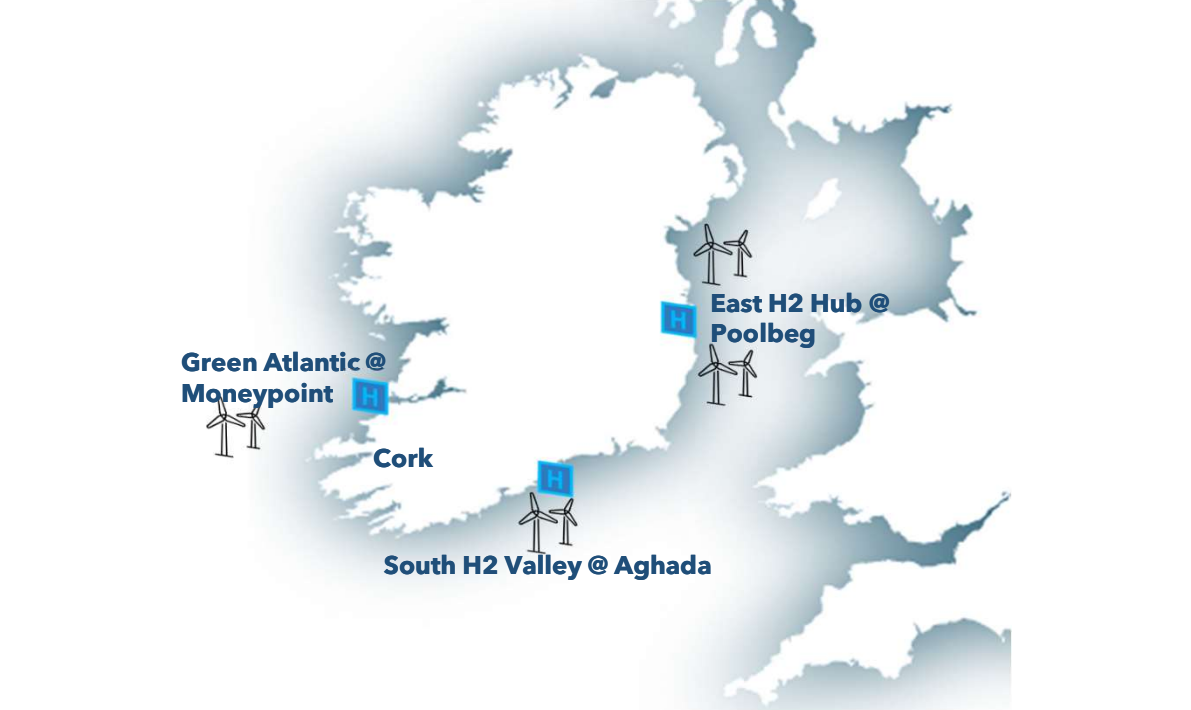 East H2 Hub @
Poolbeg
H
Green Atlantic @
Moneypoint
H
Cork
H
South H2 Valley @ Aghada